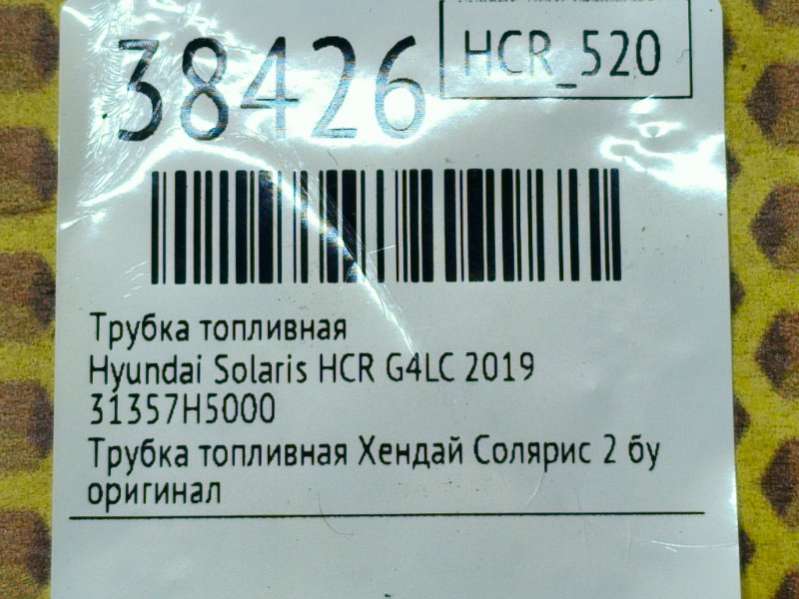 38426
HCR_520
Трубка топливная
Hyundai Solaris HCR G4LC 2019
31357H5000
Трубка топливная Хендай Солярис 2 бу
оригинал